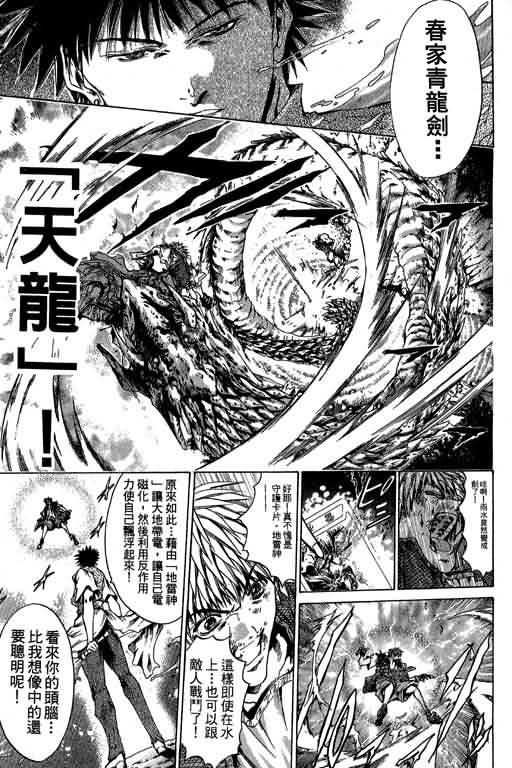 春家青龍劍…
「天龍」！
哇啊！雨水竟然變成
劍了！
好耶！真不愧是
守護卡片，地雷神
這樣即使在水
上…也可以跟
敵人戰鬥了！
原來如此…藉由「地雷神
」讓大地帶電，讓自己電
磁化，然後利用反作用
力使自己飄浮起來！
看來你的頭腦…
比我想像中的還
要聰明呢！